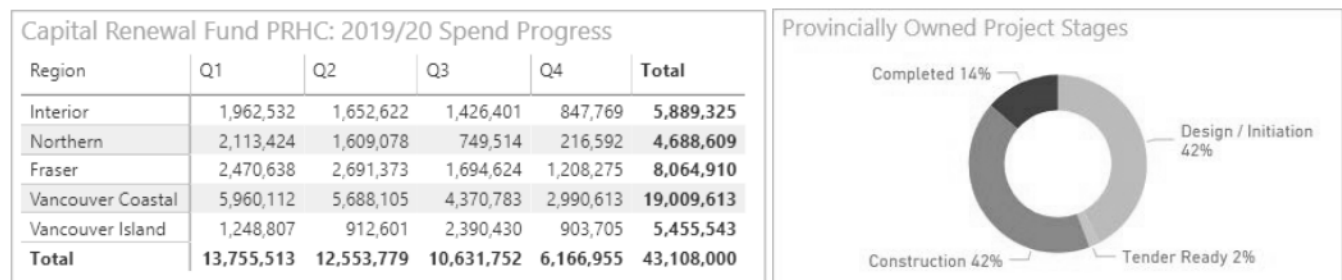 Capital Renewal Fund PRHC: 2019/20 Spend Progress
Region Q1 Q2 Q3 Q4 Total
Interior 1,962,532 1,652,622 1,426,401 847,769 5,889,325
Northern 2,113,424 1,609,078 749,514 216,592 4,688,609
Fraser 2,470,638 2,691,373 1,694,624 1,208,275 8,064,910
Vancouver Coastal 5,960,112 5,688,105 4,370,783 2,990,613 19,009,613
Vancouver Island 1,248,807 912,601 2,390,430 903,705 5,455,543
Total 13,755,513 12,553,779 10,631,752 6,166,955 43,108,000
Provincially Owned Project Stages
Completed 14%
Design / Initiation
42%
Tender Ready 2%
Construction 42%